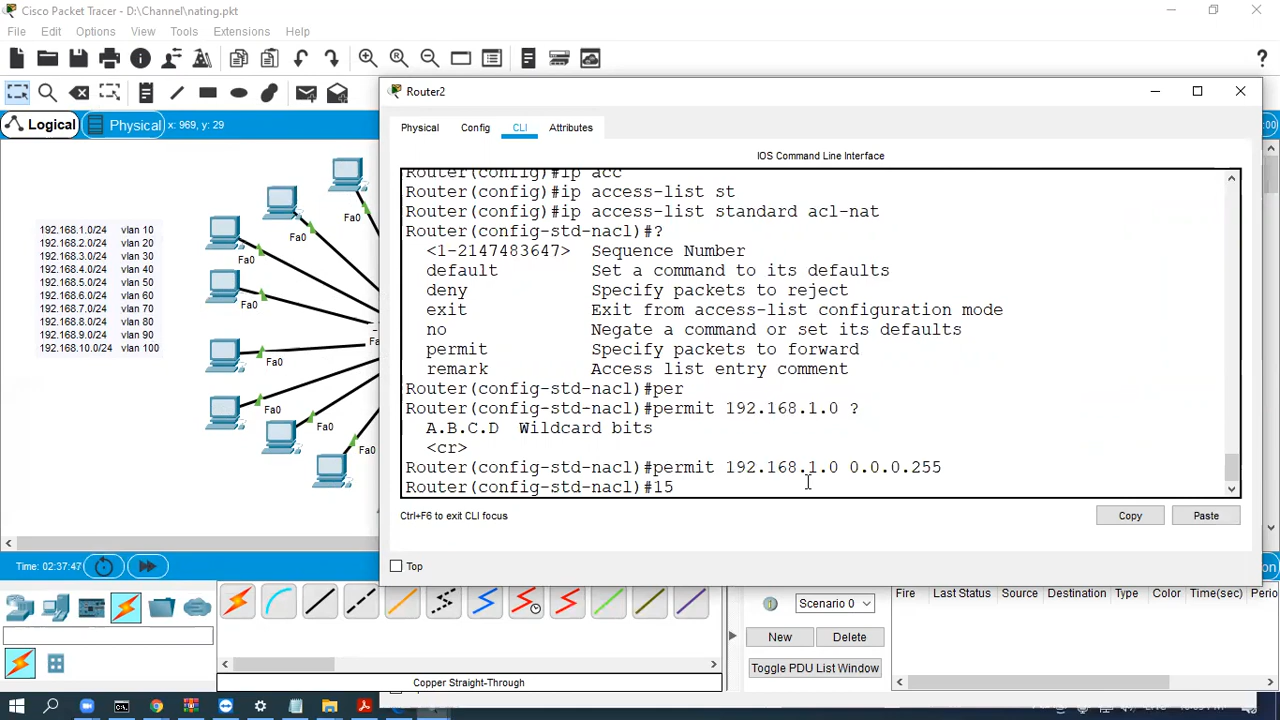 Cisco Packet Tracer - D:\Channel\nating.pkt
File Edit Options View Tools Extensions Help
Logical Physical x: 969, y: 29
Router2
Physical Config CLI Attributes
IOS Command Line Interface
Router(config)#ip acc
Router(config)#ip access-list st
Router(config)#ip access-list standard acl-nat
Router(config-std-nacl)#?
<1-2147483647> Sequence Number
default Set a command to its defaults
deny Specify packets to reject
exit Exit from access-list configuration mode
no Negate a command or set its defaults
permit Specify packets to forward
remark Access list entry comment
Router(config-std-nacl)#per
Router(config-std-nacl)#permit 192.168.1.0 ?
A.B.C.D Wildcard bits
<cr>
Router(config-std-nacl)#permit 192.168.1.0 0.0.0.255
Router(config-std-nacl)#15
Ctrl+F6 to exit CLI focus
Copy Paste
Top
192.168.1.0/24 vlan 10
192.168.2.0/24 vlan 20
192.168.3.0/24 vlan 30
192.168.4.0/24 vlan 40
192.168.5.0/24 vlan 50
192.168.6.0/24 vlan 60
192.168.7.0/24 vlan 70
192.168.8.0/24 vlan 80
192.168.9.0/24 vlan 90
192.168.10.0/24 vlan 100
Fa0
Fa0
Fa0
Fa0
Fa0
Fa0
Fa0
Fa0
Time: 02:37:47
Scenario 0
New Delete
Toggle PDU List Window
Fire Last Status Source Destination Type Color Time(sec) Perio
Copper Straight-Through